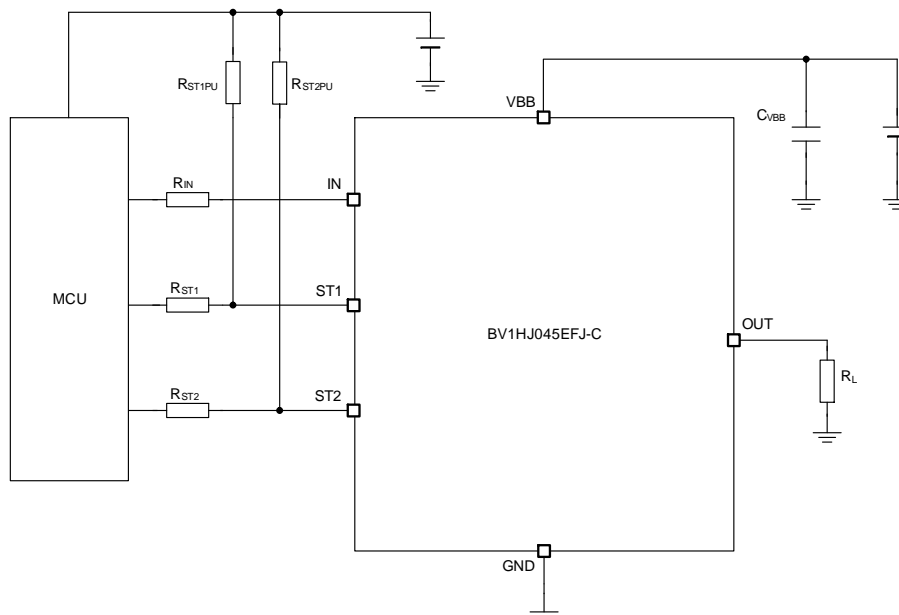 RST1PU
RST2PU
VBB
CVBB
RIN
IN
MCU
RST1
ST1
BV1HJ045EFJ-C
OUT
RL
RST2
ST2
GND